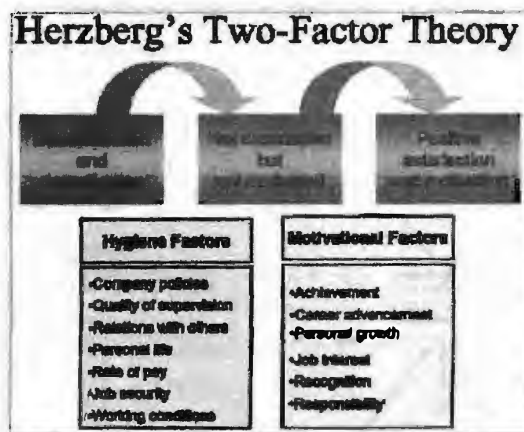 Herzberg's Two-Factor Theory
and
but
Positive
satisfaction
Hygiene Factors
•Company policies
•Quality of supervision
•Relations with others
•Personal life
•Rate of pay
•Job security
•Working conditions
Motivational Factors
•Achievement
•Career advancement
•Personal growth
•Job interest
•Recognition
•Responsibility